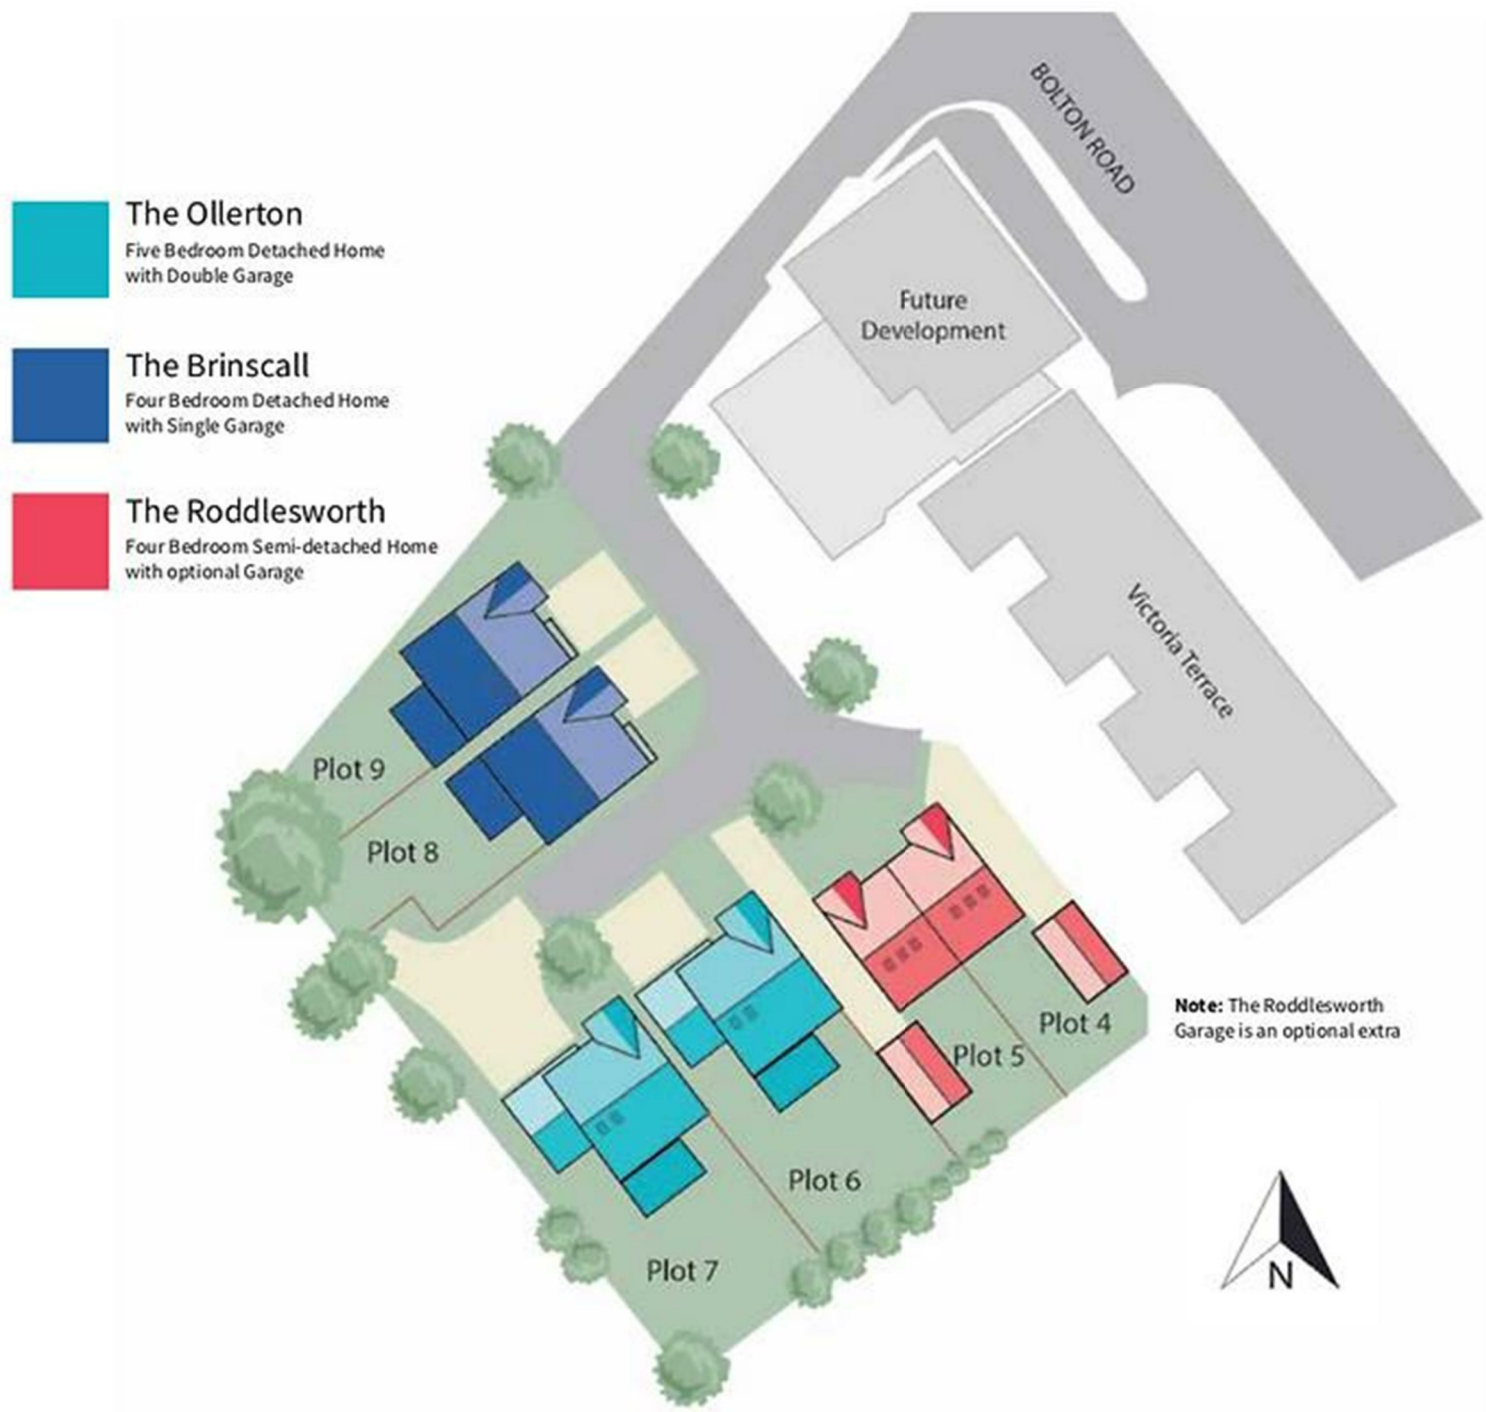 BOLTON ROAD
The Ollerton
Five Bedroom Detached Home
with Double Garage
Future
Development
The Brinscall
Four Bedroom Detached Home
with Single Garage
The Roddlesworth
Four Bedroom Semi-detached Home
with optional Garage
Victoria Terrace
Plot 9
Plot 8
Note: The Roddlesworth
Garage is an optional extra
Plot 4
Plot 5
Plot 6
Plot 7
N